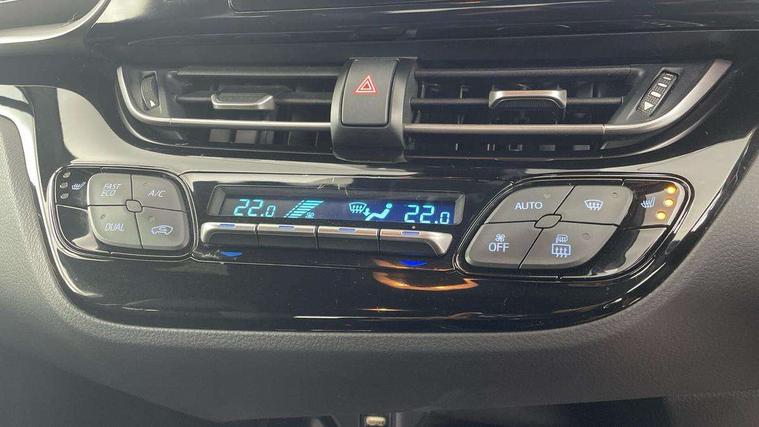 FAST
ECO
A/C
DUAL
22.0
22.0
AUTO
OFF